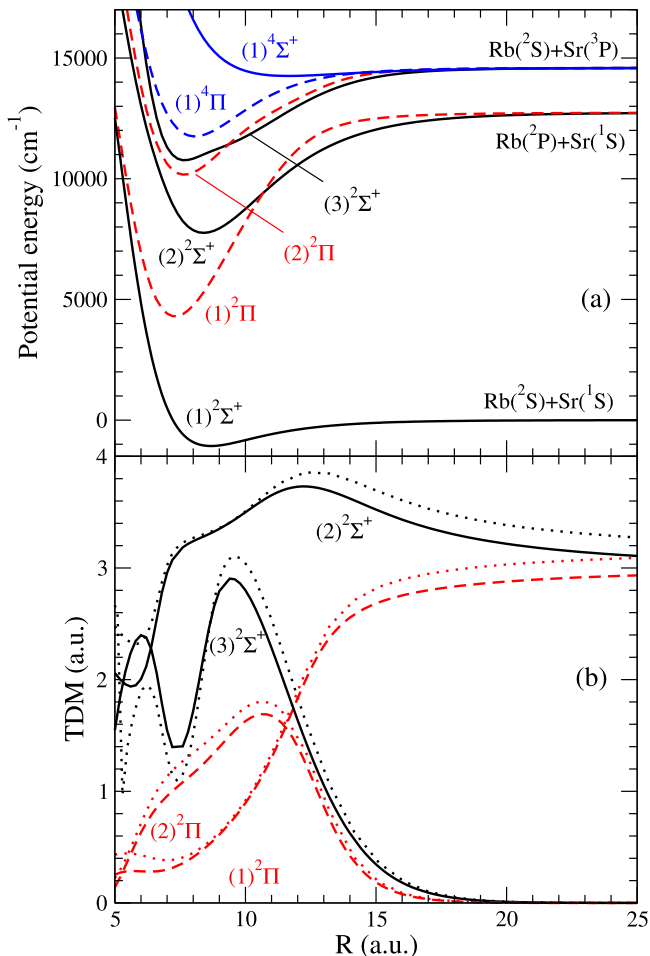 15000
10000
5000
0
Potential energy (cm⁻¹)
(1)⁴Σ⁺
Rb(²S)+Sr(³P)
(1)⁴Π
Rb(²P)+Sr(¹S)
(3)²Σ⁺
(2)²Π
(2)²Σ⁺
(1)²Π
(a)
(1)²Σ⁺
Rb(²S)+Sr(¹S)
4
3
2
1
0
TDM (a.u.)
(2)²Σ⁺
(3)²Σ⁺
(b)
(2)²Π
(1)²Π
5 10 15 20 25
R (a.u.)